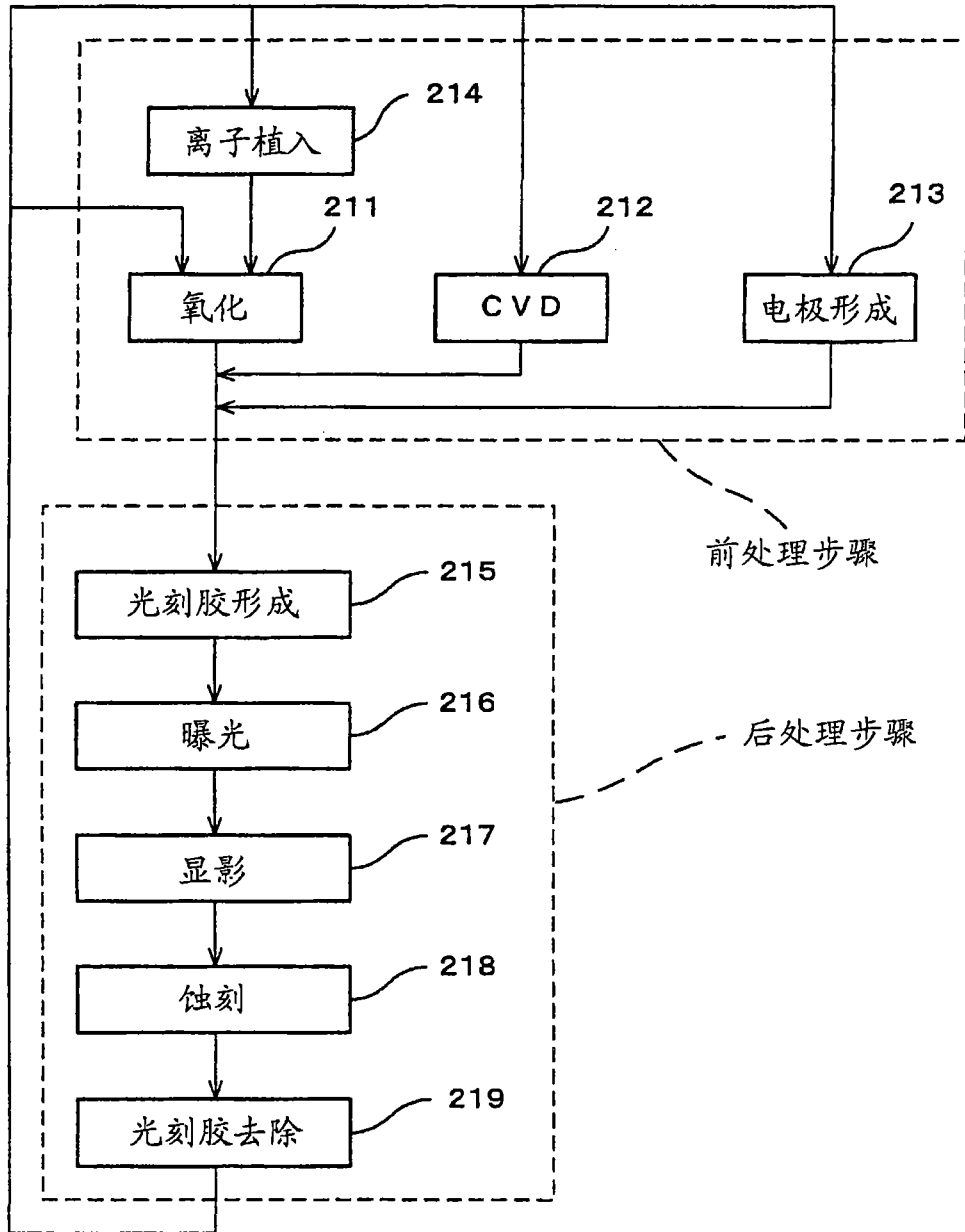 214
离子植入
211
212
213
氧化
CVD
电极形成
前处理步骤
215
光刻胶形成
216
曝光
后处理步骤
217
显影
218
蚀刻
219
光刻胶去除